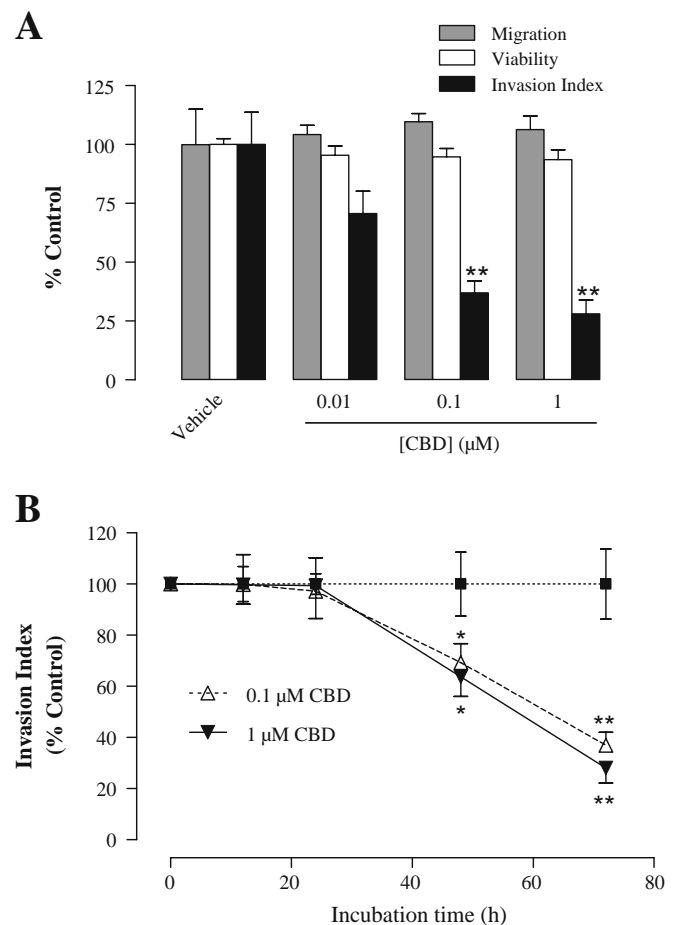 A
Migration
Viability
Invasion Index
125
100
75
50
25
0
% Control
**
**
Vehicle
0.01
0.1
1
[CBD] (µM)
B
120
100
80
60
40
20
0
Invasion Index
(% Control)
0.1 µM CBD
1 µM CBD
*
*
**
**
0
20
40
60
80
Incubation time (h)